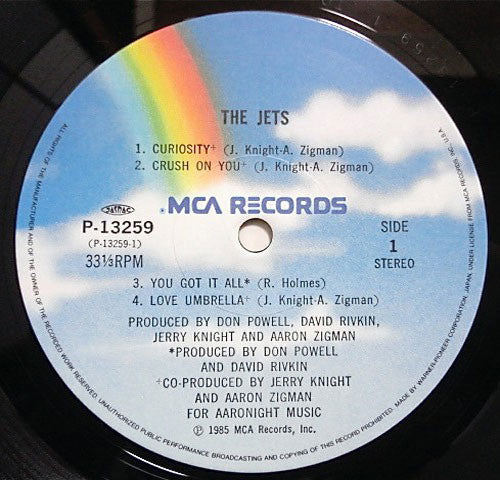 THE JETS
1. CURIOSITY+ (J. Knight-A. Zigman)
2. CRUSH ON YOU+ (J. Knight-A. Zigman)
JASRAC
MCA RECORDS
P-13259
(P-13259-1)
33⅓RPM
SIDE
1
STEREO
3. YOU GOT IT ALL* (R. Holmes)
4. LOVE UMBRELLA+ (J. Knight-A. Zigman)
PRODUCED BY DON POWELL, DAVID RIVKIN,
JERRY KNIGHT AND AARON ZIGMAN
*PRODUCED BY DON POWELL
AND DAVID RIVKIN
+CO-PRODUCED BY JERRY KNIGHT
AND AARON ZIGMAN
FOR AARONIGHT MUSIC
℗ 1985 MCA Records, Inc.
ALL RIGHTS OF THE MANUFACTURER AND OF THE OWNER OF THE RECORDED WORK RESERVED. UNAUTHORIZED PUBLIC PERFORMANCE BROADCASTING AND COPYING OF THIS RECORD PROHIBITED. MADE BY WARNER-PIONEER CORPORATION, JAPAN, UNDER LICENSE FROM MCA RECORDS, INC., U.S.A.